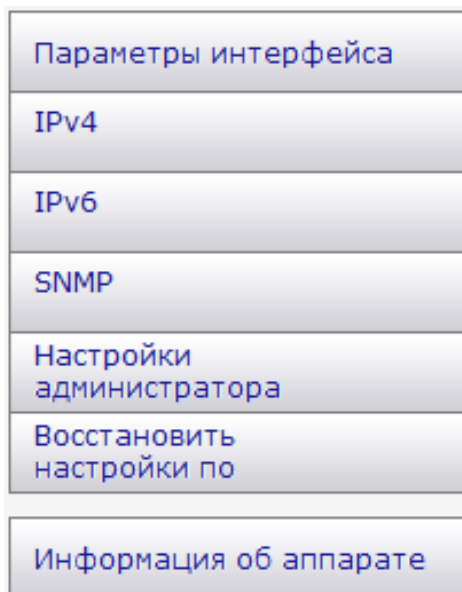 Параметры интерфейса
IPv4
IPv6
SNMP
Настройки
администратора
Восстановить
настройки по
Информация об аппарате